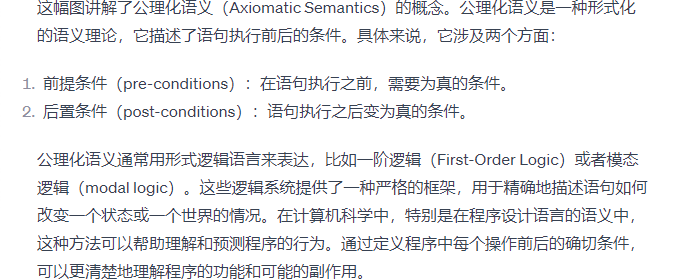 这幅图讲解了公理化语义（Axiomatic Semantics）的概念。公理化语义是一种形式化
的语义理论，它描述了语句执行前后的条件。具体来说，它涉及两个方面：
1. 前提条件（pre-conditions）：在语句执行之前，需要为真的条件。
2. 后置条件（post-conditions）：语句执行之后变为真的条件。
公理化语义通常用形式逻辑语言来表达，比如一阶逻辑（First-Order Logic）或者模态
逻辑（modal logic）。这些逻辑系统提供了一种严格的框架，用于精确地描述语句如何
改变一个状态或一个世界的情况。在计算机科学中，特别是在程序设计语言的语义中，
这种方法可以帮助理解和预测程序的行为。通过定义程序中每个操作前后的确切条件，
可以更清楚地理解程序的功能和可能的副作用。